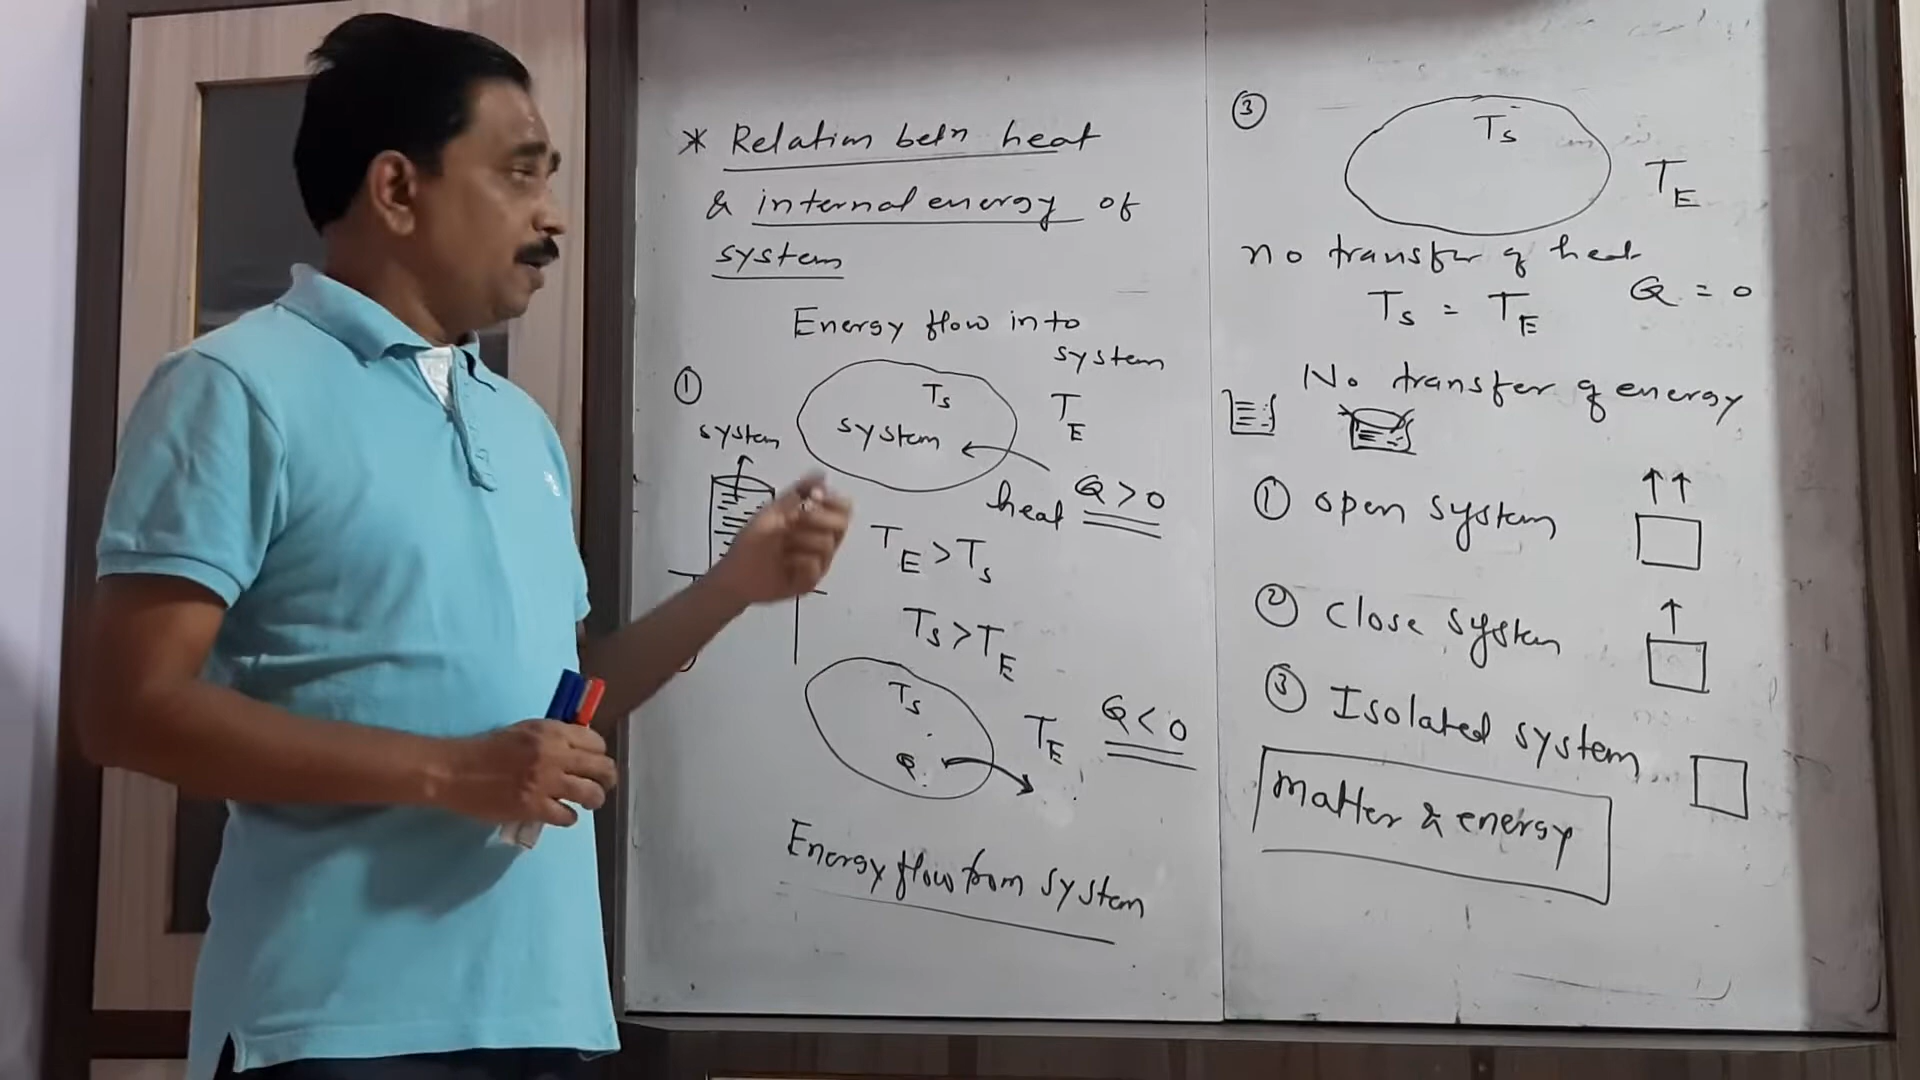 * Relation betn heat
& internal energy of
system
Energy flow into
system
①
Ts
TE
system
system
heat Q > 0
TE > Ts
Ts > TE
Ts
TE
Q < 0
Q
Energy flow from system
③
Ts
TE
no transfer of heat
Q = 0
Ts = TE
No transfer of energy
① open system
② close system
③ Isolated system
matter & energy